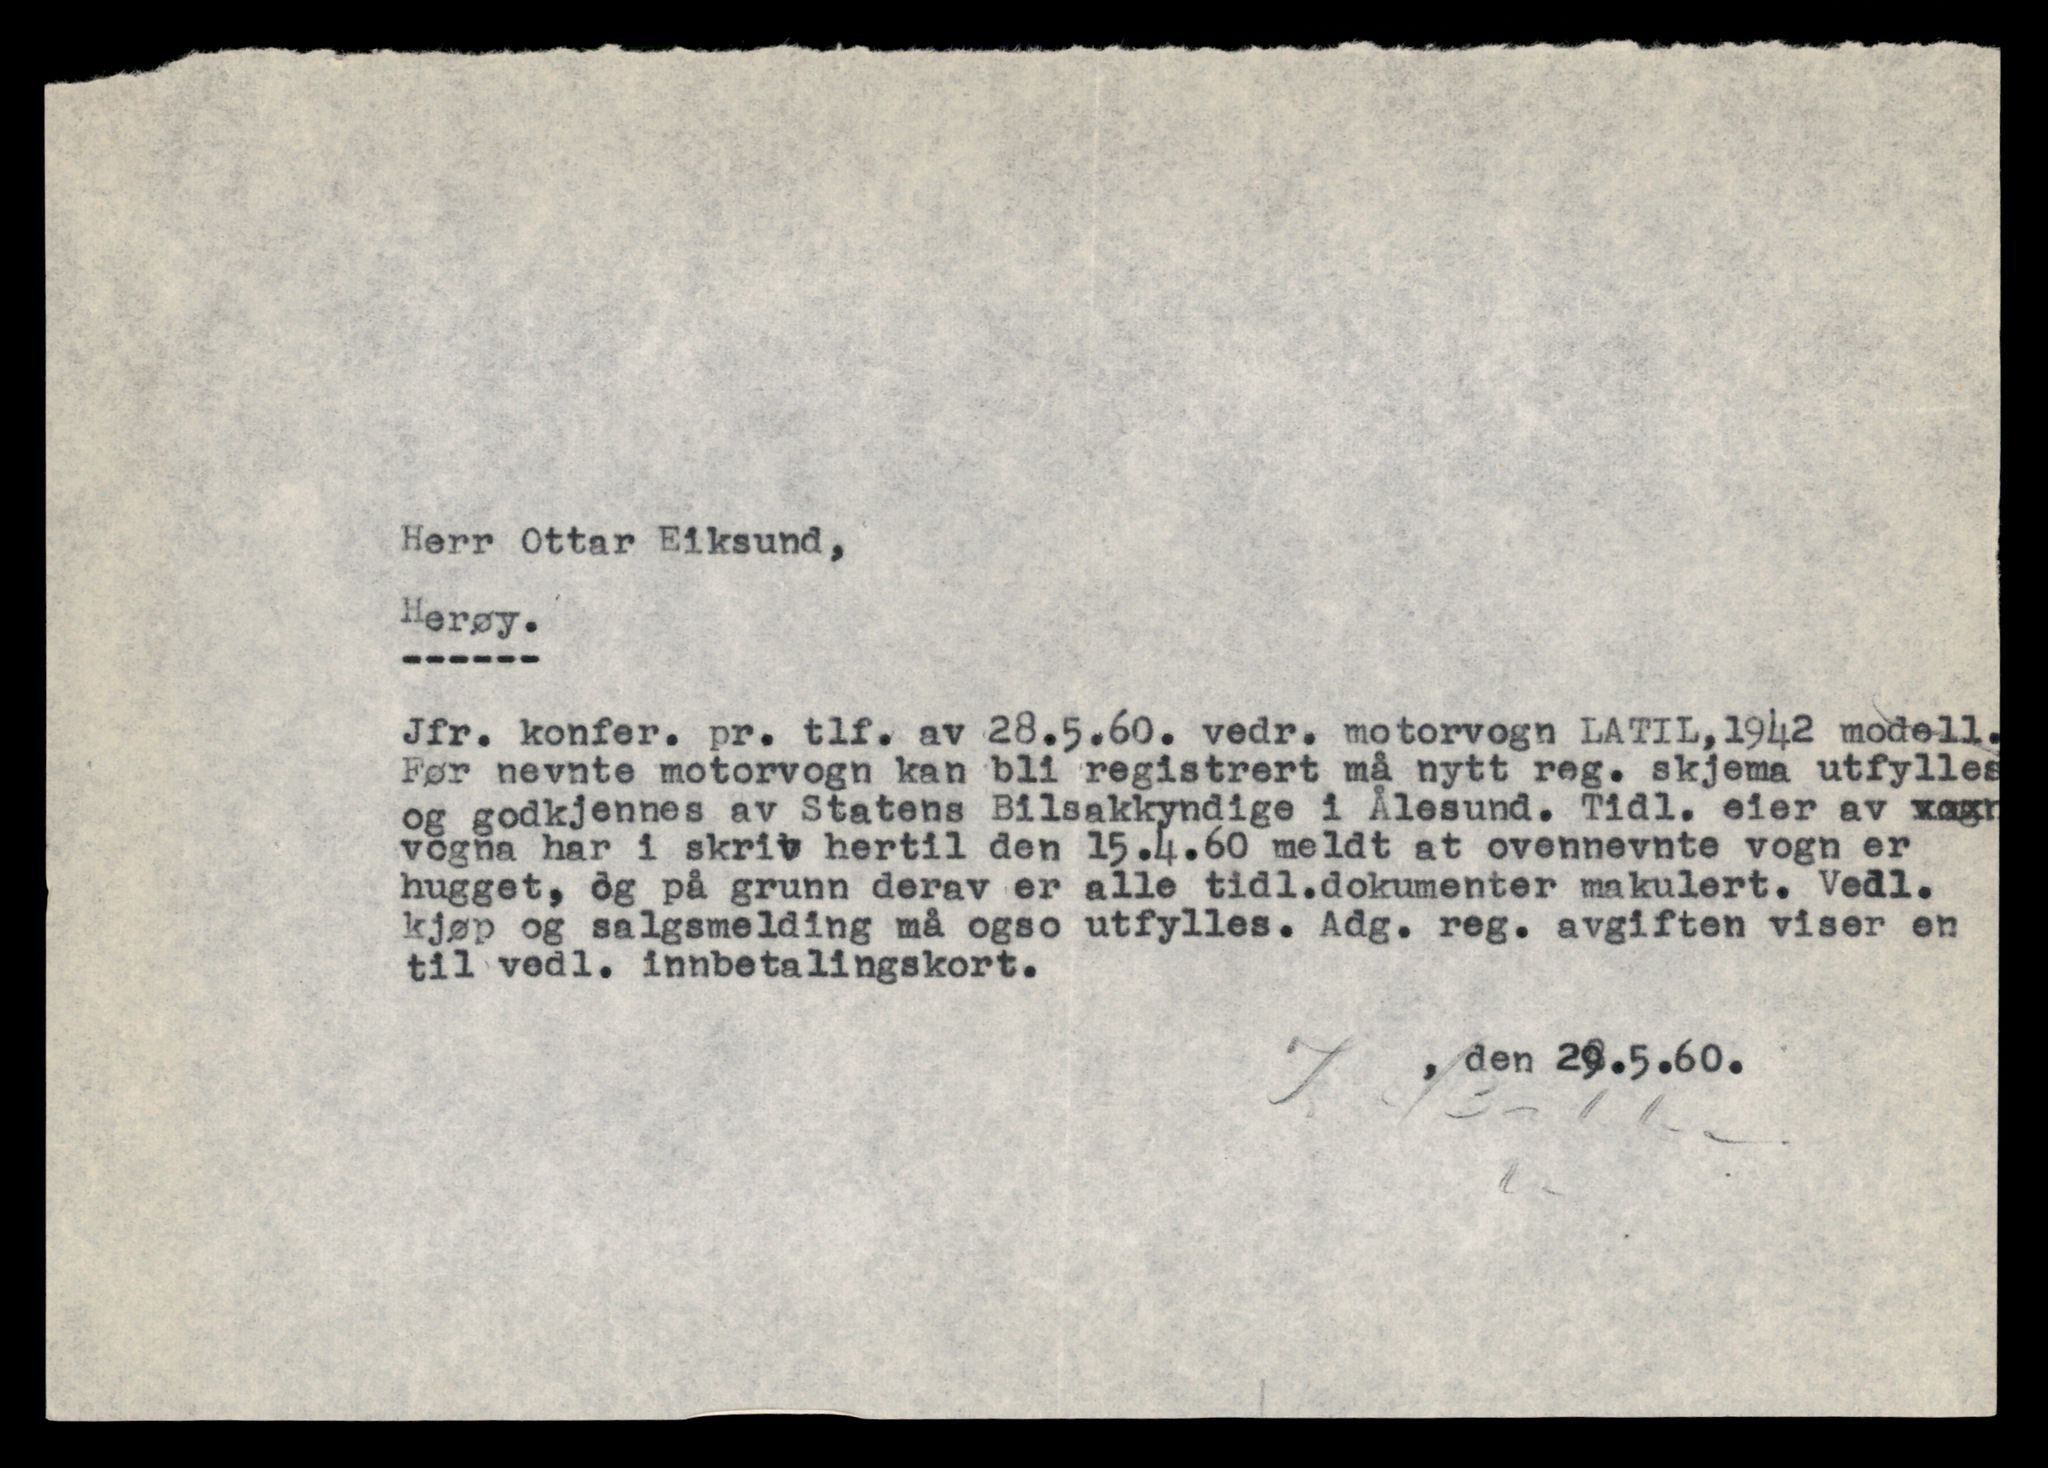 Herr Ottar Eiksund,
Herøy.
------
Jfr. konfer. pr. tlf. av 28.5.60. vedr. motorvogn LATIL,1942 modell.
Før nevnte motorvogn kan bli registrert må nytt reg. skjema utfylles
og godkjennes av Statens Bilsakkyndige i Ålesund. Tidl. eier av
vogna har i skriv hertil den 15.4.60 meldt at ovennevnte vogn er
hugget, og på grunn derav er alle tidl.dokumenter makulert. Vedl.
kjøp og salgsmelding må ogso utfylles. Adg. reg. avgiften viser en
til vedl. innbetalingskort.
, den 29.5.60.